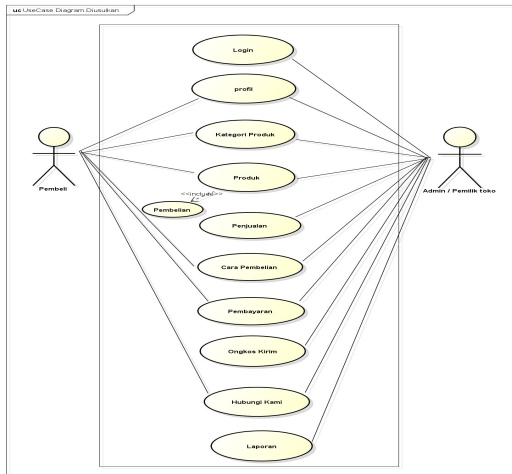 uc UseCase Diagram Diusulkan
Login
profil
Kategori Produk
Produk
<<include>>
Pembelian
Penjualan
Cara Pembelian
Pembayaran
Ongkos Kirim
Hubungi Kami
Laporan
Pembeli
Admin / Pemilik toko